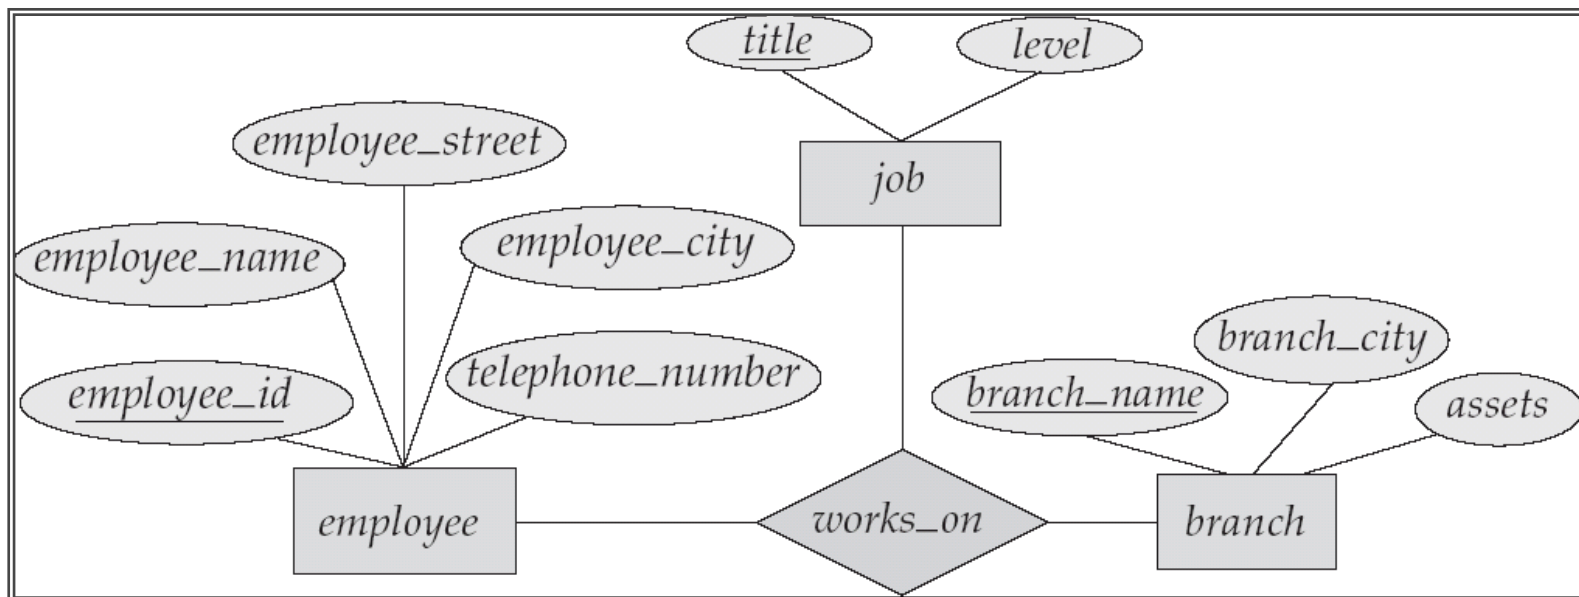 title
level
employee_street
job
employee_name
employee_city
branch_city
employee_id
telephone_number
branch_name
assets
employee
works_on
branch